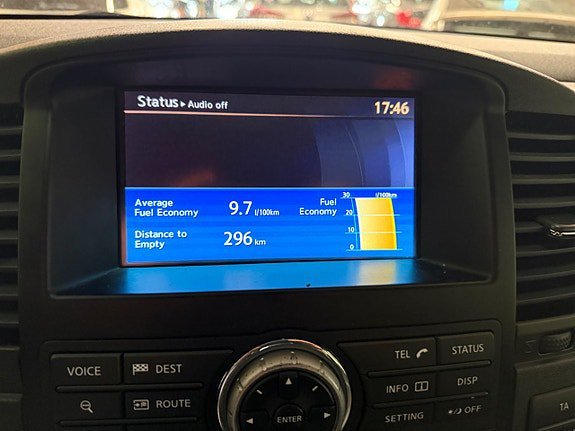 Status ▸ Audio off 17:46
Average
Fuel Economy 9.7 l/100km
Distance to
Empty 296 km
Fuel
Economy
l/100km
30
20
10
0
VOICE DEST
ROUTE
ENTER
TEL STATUS
INFO DISP
SETTING OFF
TA